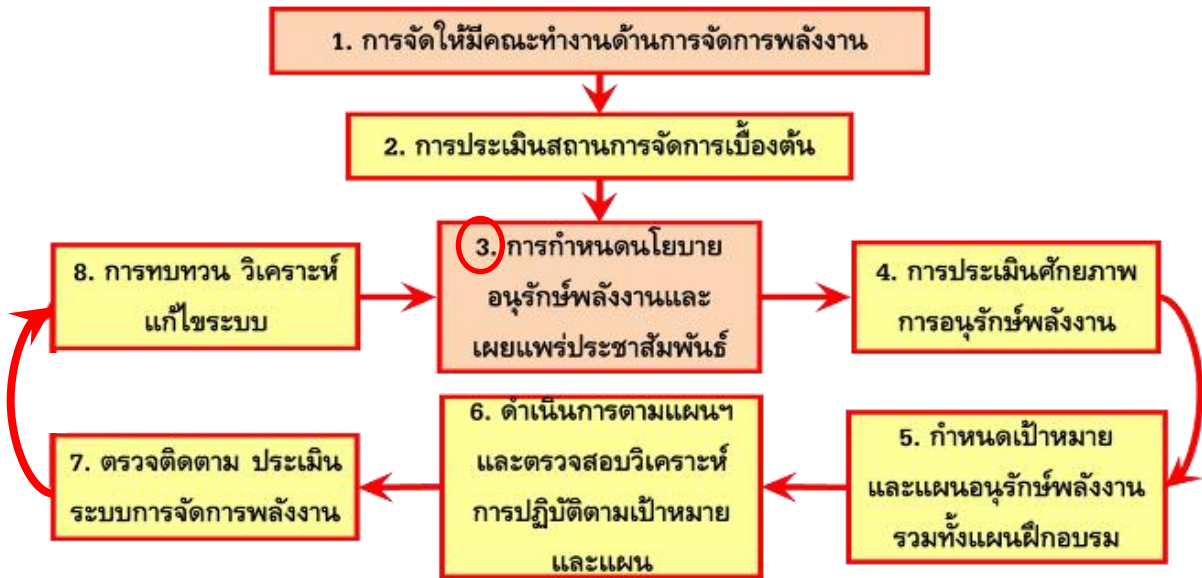 1. การจัดให้มีคณะทำงานด้านการจัดการพลังงาน
2. การประเมินสถานการจัดการเบื้องต้น
3. การกำหนดนโยบาย
อนุรักษ์พลังงานและ
เผยแพร่ประชาสัมพันธ์
4. การประเมินศักยภาพ
การอนุรักษ์พลังงาน
5. กำหนดเป้าหมาย
และแผนอนุรักษ์พลังงาน
รวมทั้งแผนฝึกอบรม
6. ดำเนินการตามแผนฯ
และตรวจสอบวิเคราะห์
การปฏิบัติตามเป้าหมาย
และแผน
7. ตรวจติดตาม ประเมิน
ระบบการจัดการพลังงาน
8. การทบทวน วิเคราะห์
แก้ไขระบบ